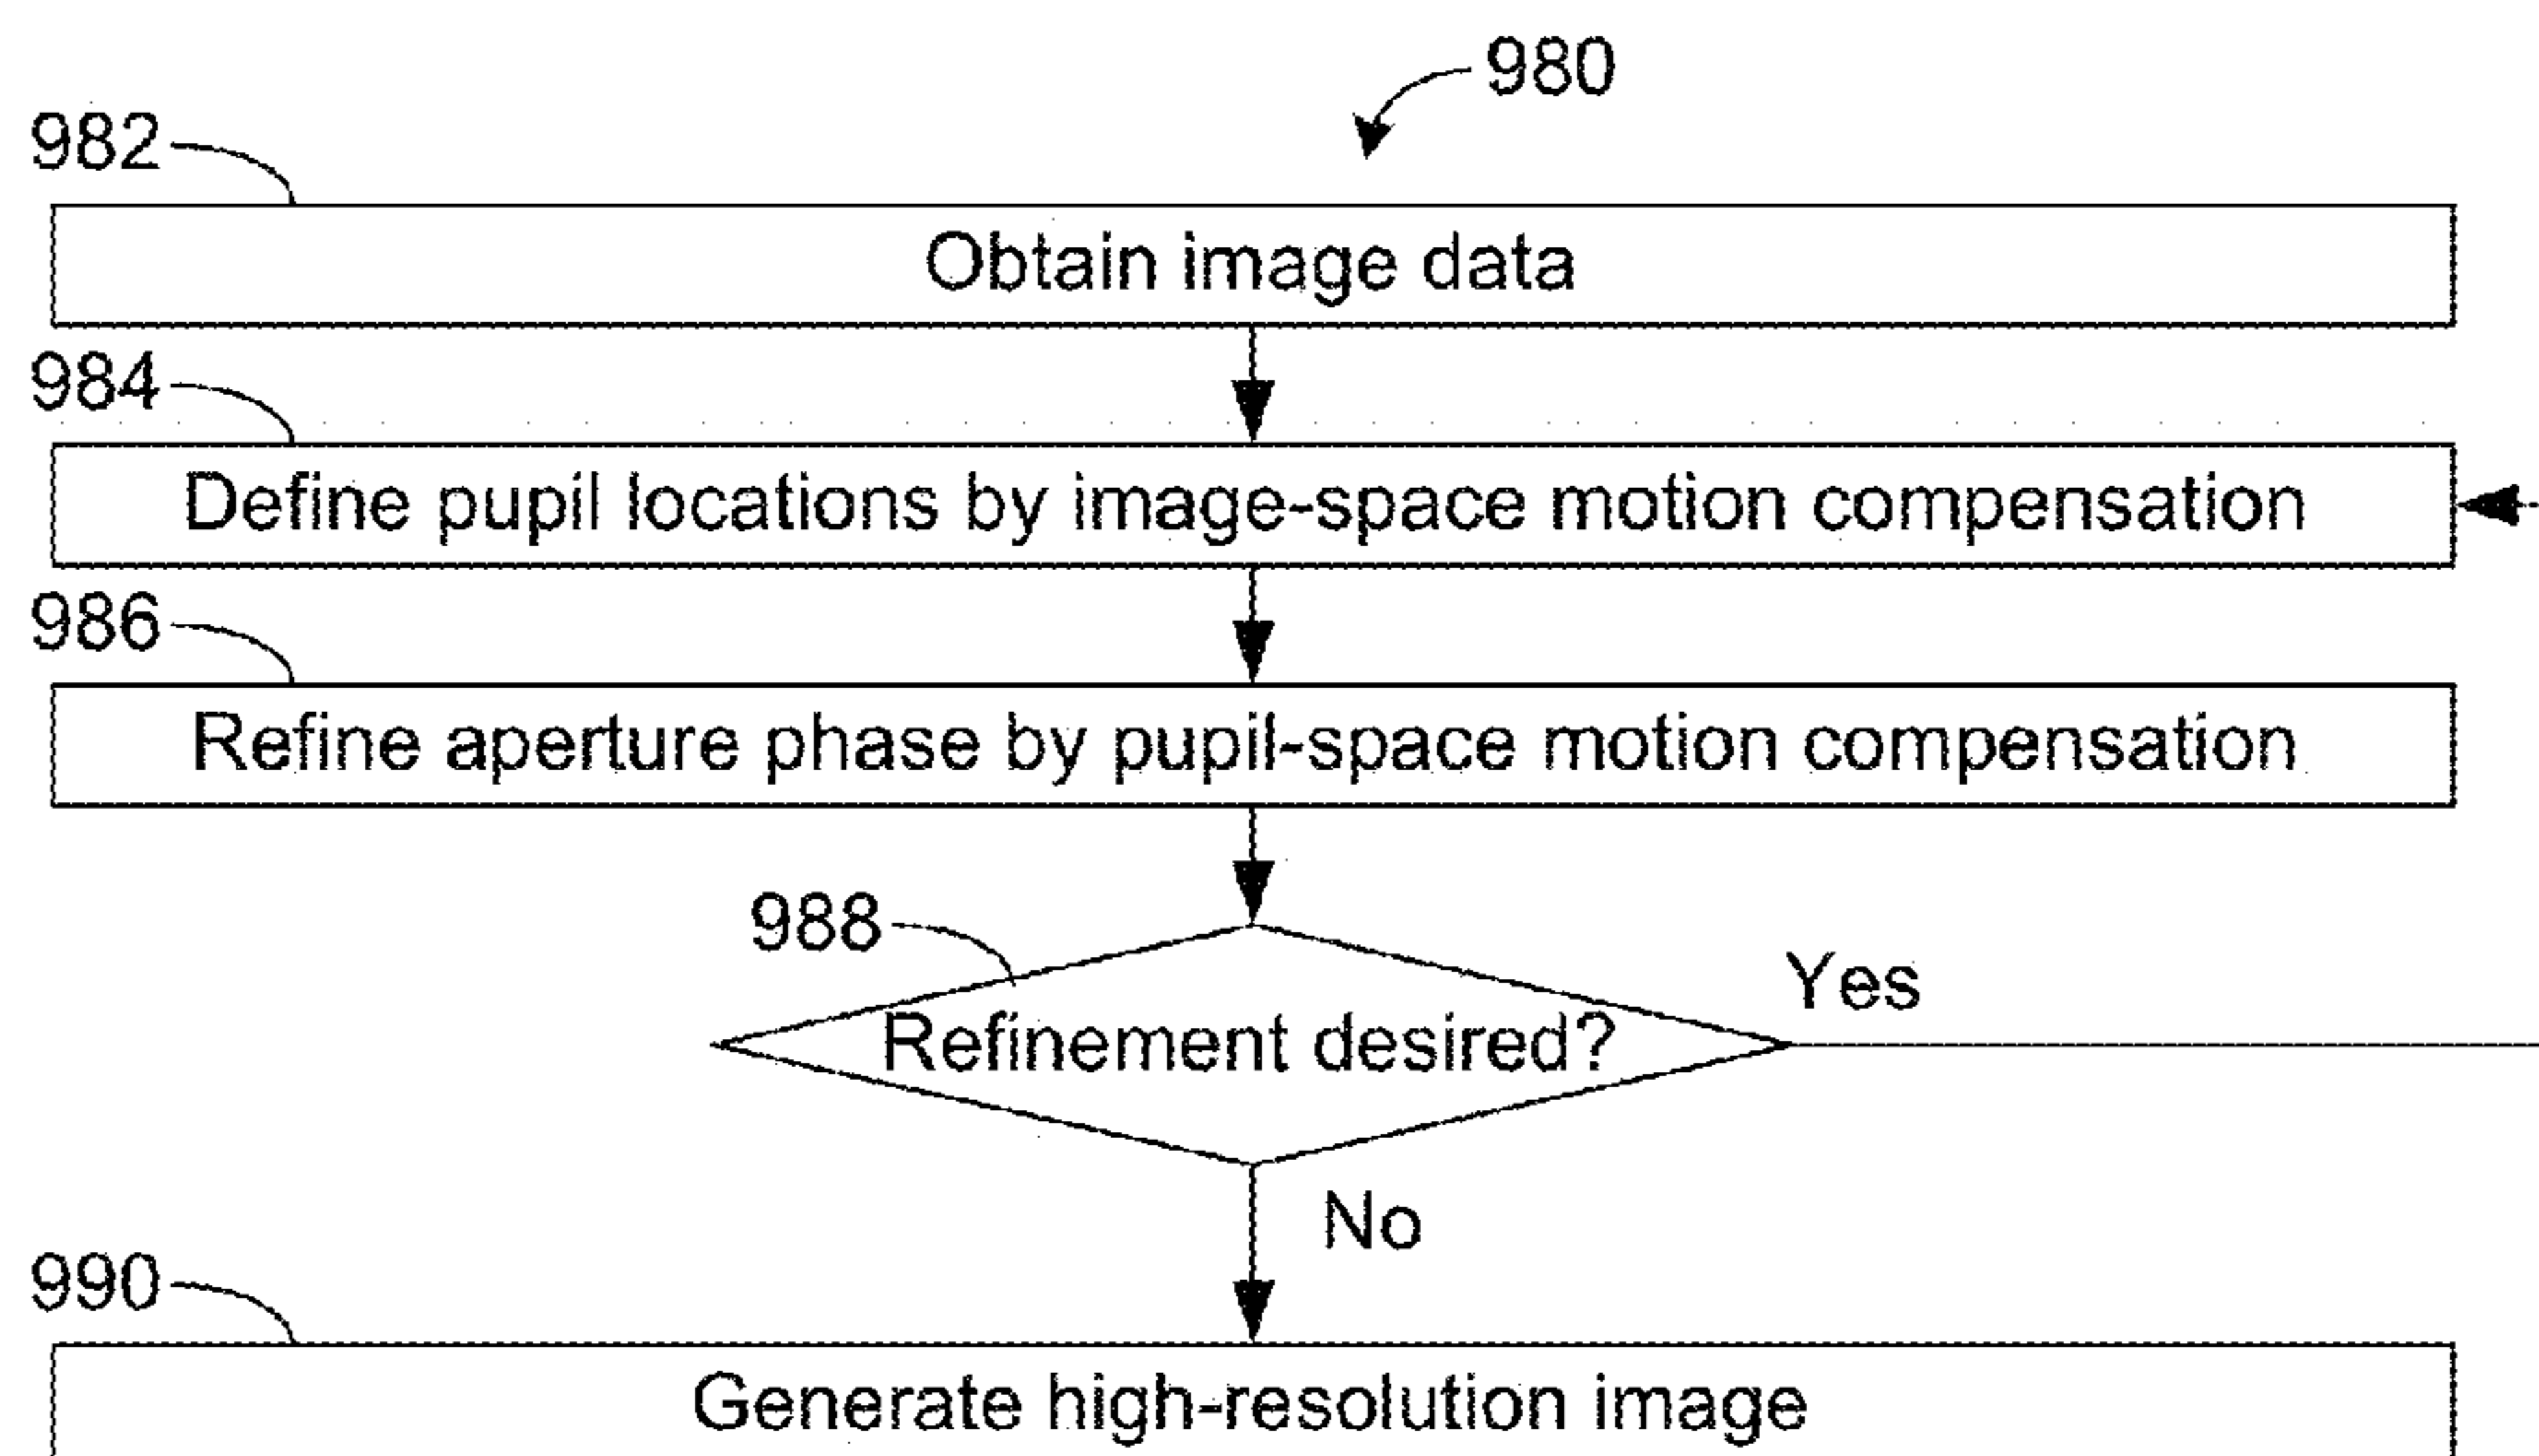 980
982
Obtain image data
984
Define pupil locations by image-space motion compensation
986
Refine aperture phase by pupil-space motion compensation
988
Yes
Refinement desired?
No
990
Generate high-resolution image